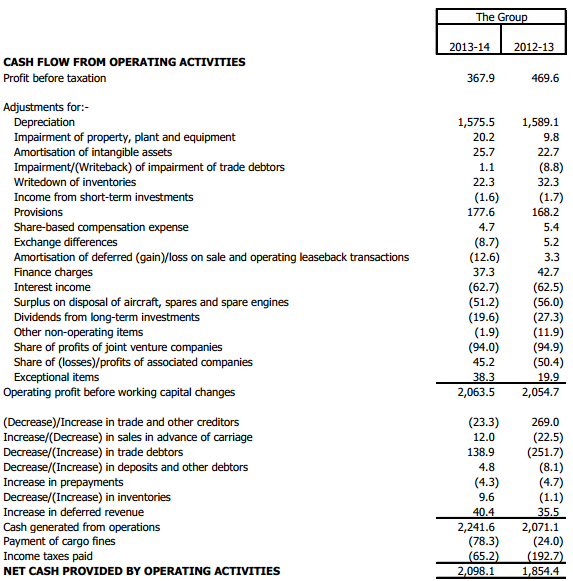 The Group
2013-14 2012-13
CASH FLOW FROM OPERATING ACTIVITIES
Profit before taxation 367.9 469.6
Adjustments for:-
Depreciation 1,575.5 1,589.1
Impairment of property, plant and equipment 20.2 9.8
Amortisation of intangible assets 25.7 22.7
Impairment/(Writeback) of impairment of trade debtors 1.1 (8.8)
Writedown of inventories 22.3 32.3
Income from short-term investments (1.6) (1.7)
Provisions 177.6 168.2
Share-based compensation expense 4.7 5.4
Exchange differences (8.7) 5.2
Amortisation of deferred (gain)/loss on sale and operating leaseback transactions (12.6) 3.3
Finance charges 37.3 42.7
Interest income (62.7) (62.5)
Surplus on disposal of aircraft, spares and spare engines (51.2) (56.0)
Dividends from long-term investments (19.6) (27.3)
Other non-operating items (1.9) (11.9)
Share of profits of joint venture companies (94.0) (94.9)
Share of (losses)/profits of associated companies 45.2 (50.4)
Exceptional items 38.3 19.9
Operating profit before working capital changes 2,063.5 2,054.7
(Decrease)/Increase in trade and other creditors (23.3) 269.0
Increase/(Decrease) in sales in advance of carriage 12.0 (22.5)
Decrease/(Increase) in trade debtors 138.9 (251.7)
Decrease/(Increase) in deposits and other debtors 4.8 (8.1)
Increase in prepayments (4.3) (4.7)
Decrease/(Increase) in inventories 9.6 (1.1)
Increase in deferred revenue 40.4 35.5
Cash generated from operations 2,241.6 2,071.1
Payment of cargo fines (78.3) (24.0)
Income taxes paid (65.2) (192.7)
NET CASH PROVIDED BY OPERATING ACTIVITIES 2,098.1 1,854.4